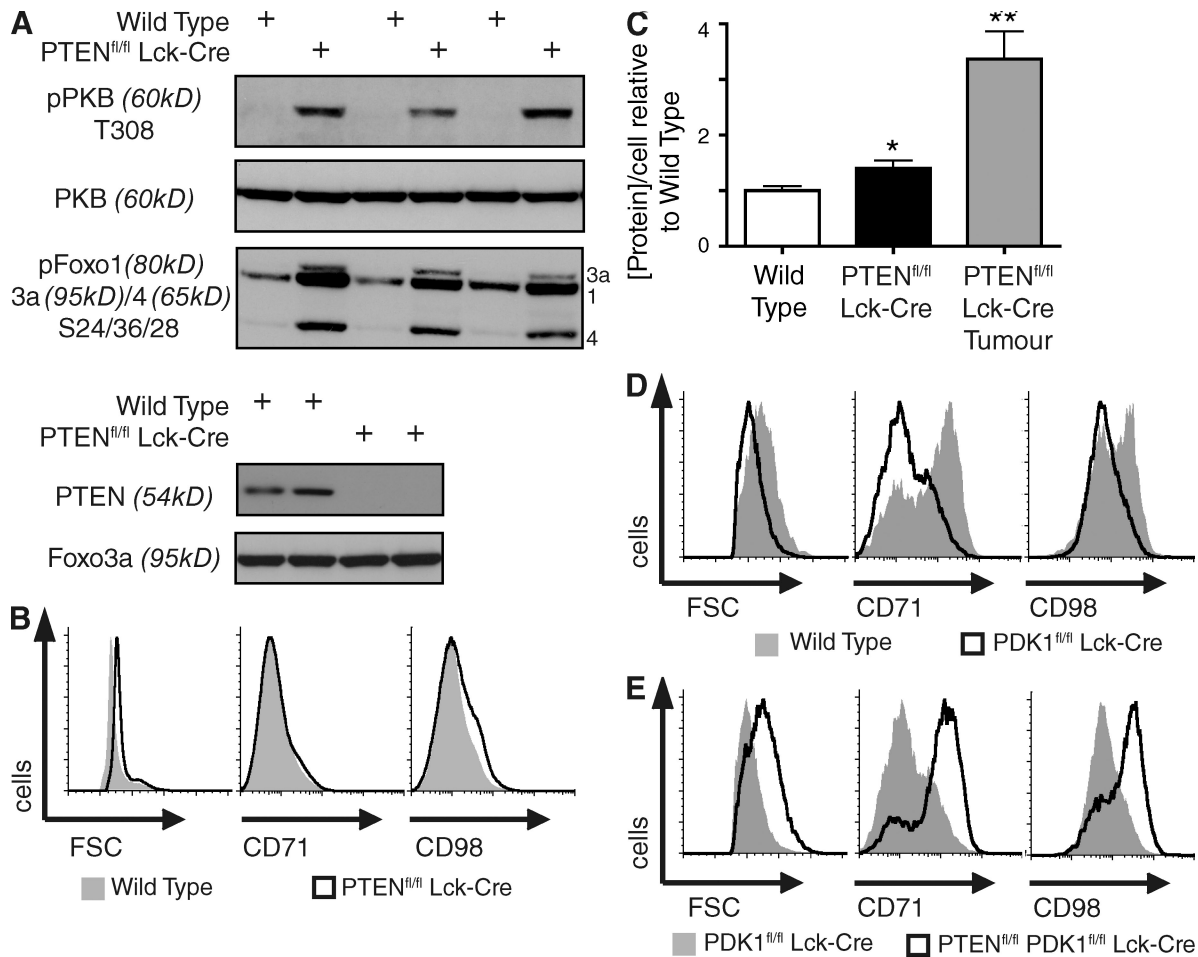 A
Wild Type + + +
PTENfl/fl Lck-Cre + + +
pPKB (60kD)
T308
PKB (60kD)
pFoxo1(80kD)
3a (95kD)/4 (65kD)
S24/36/28
3a
1
4
Wild Type + +
PTENfl/fl Lck-Cre + +
PTEN (54kD)
Foxo3a (95kD)
B
cells
FSC
CD71
CD98
Wild Type
PTENfl/fl Lck-Cre
C
[Protein]/cell relative
to Wild Type
4
2
1
0
*
**
Wild
Type
PTENfl/fl
Lck-Cre
PTENfl/fl
Lck-Cre
Tumour
D
cells
FSC
CD71
CD98
Wild Type
PDK1fl/fl Lck-Cre
E
cells
FSC
CD71
CD98
PDK1fl/fl Lck-Cre
PTENfl/fl PDK1fl/fl Lck-Cre